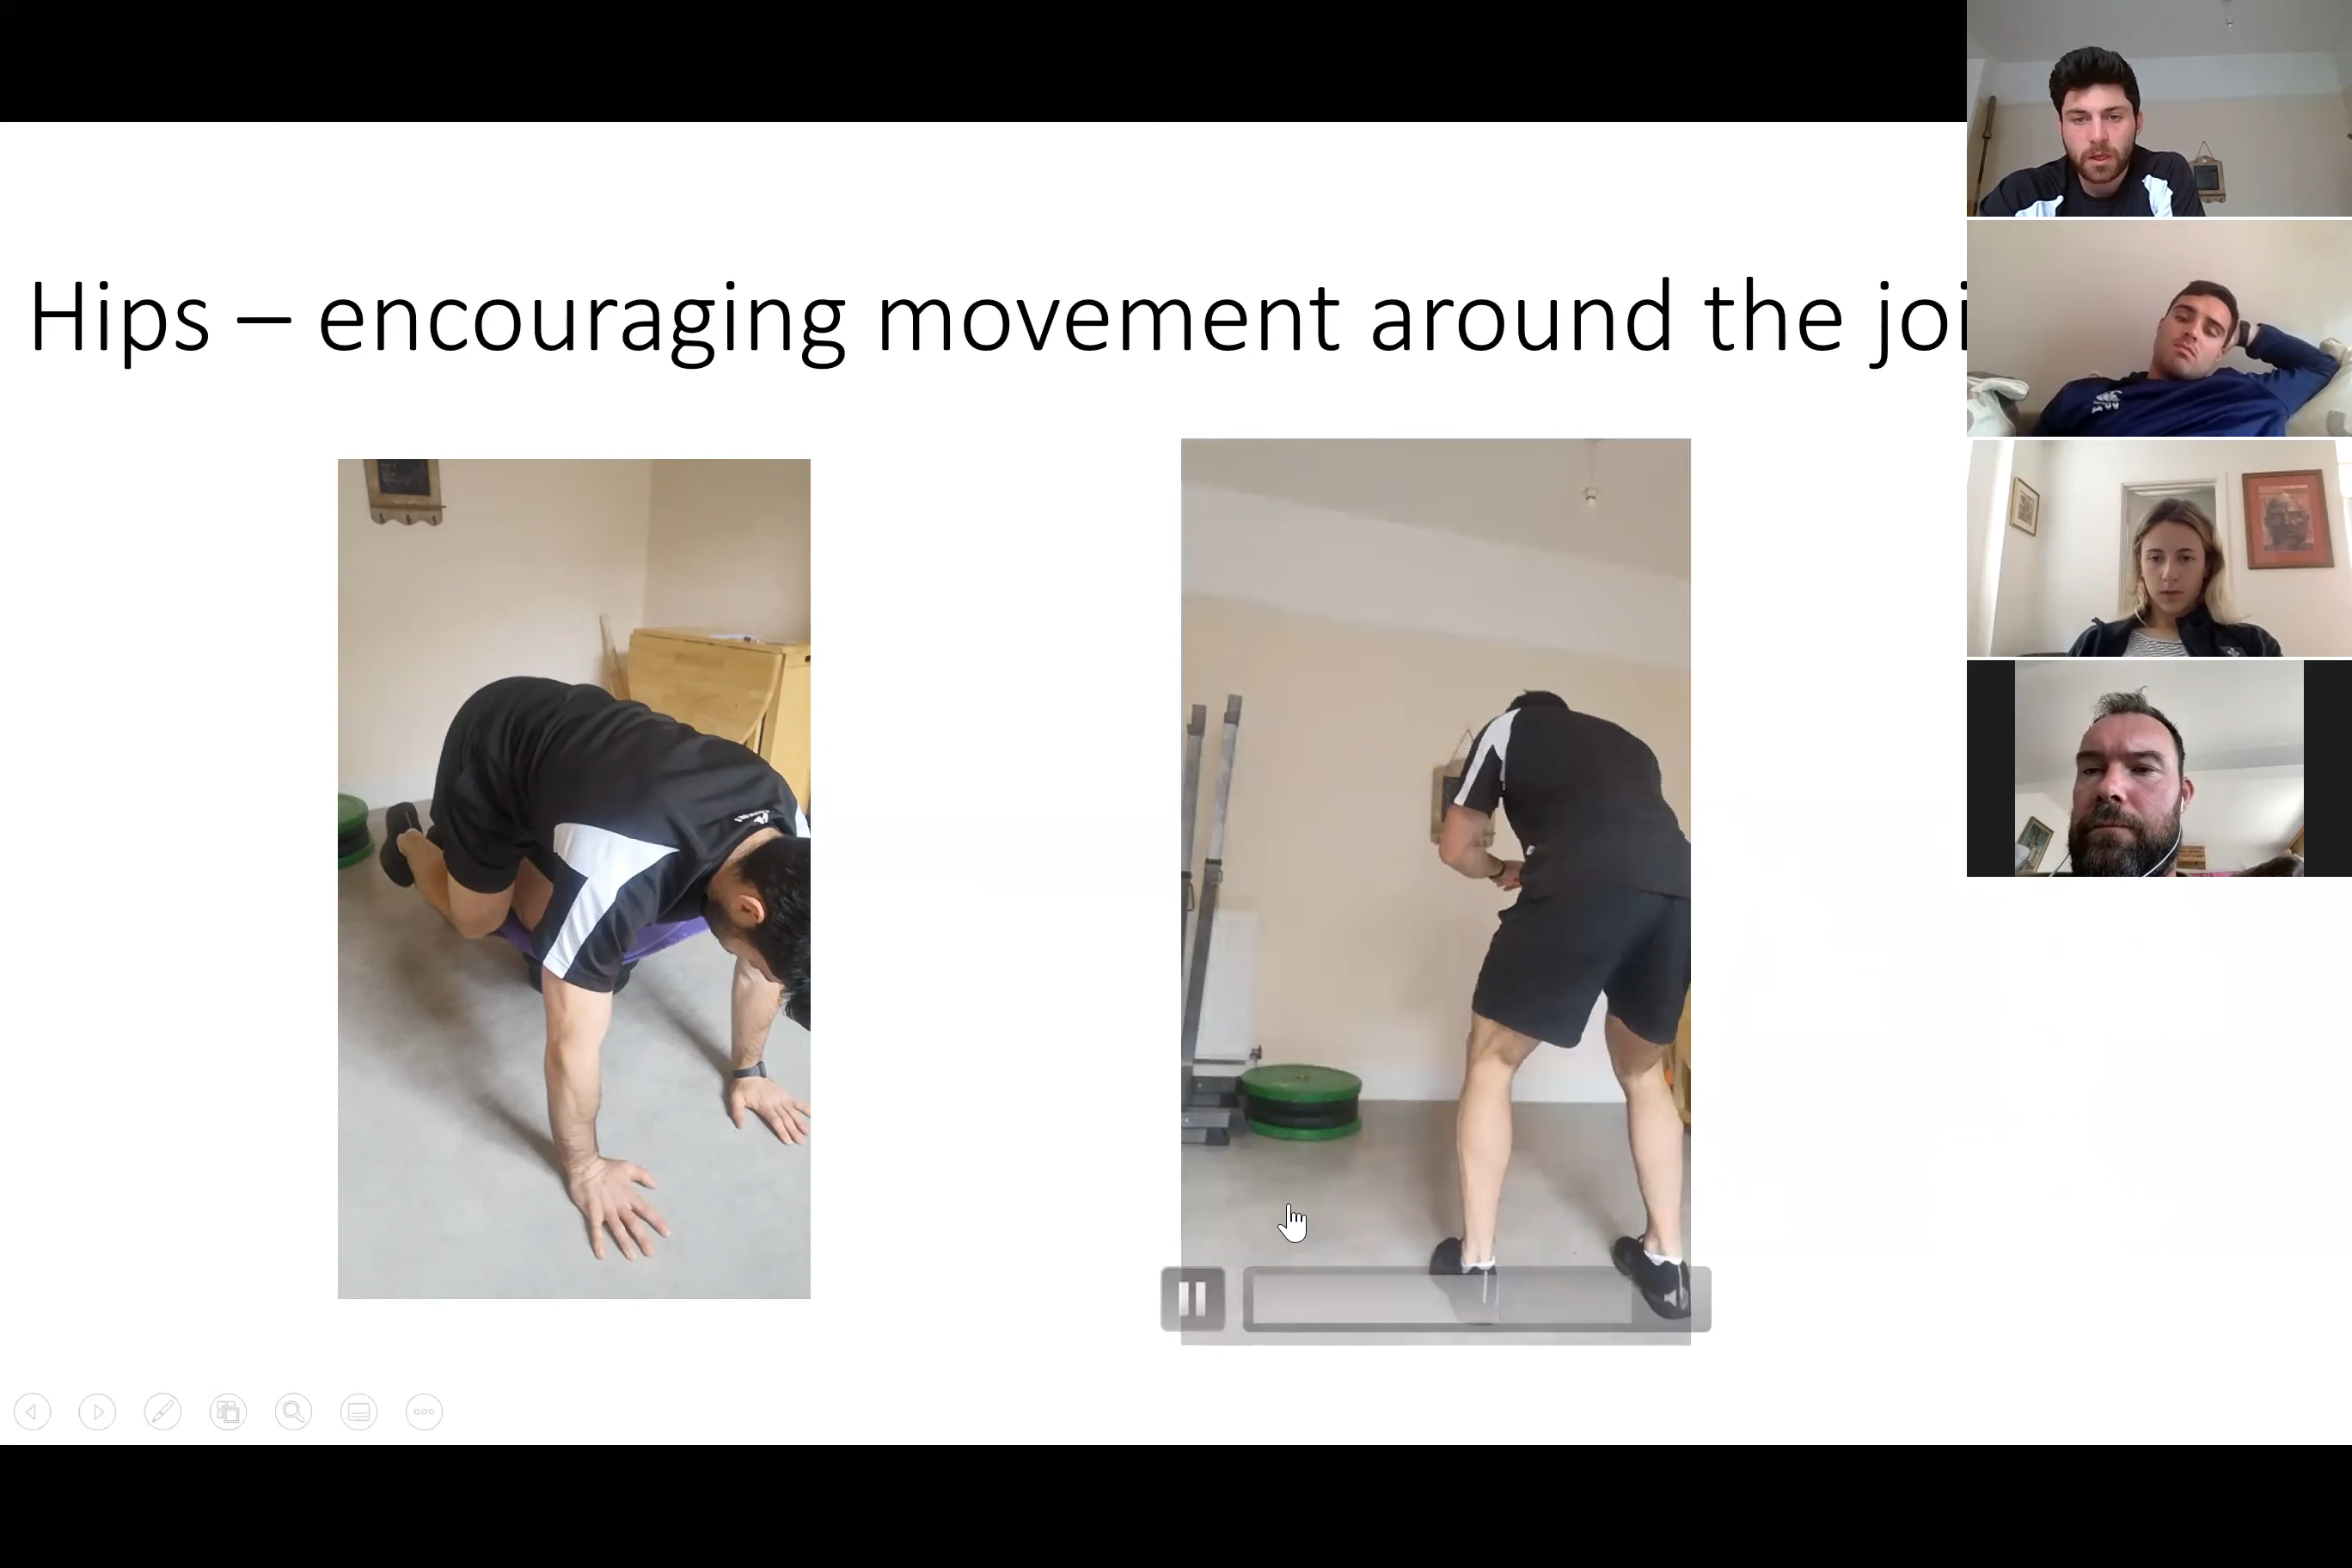 Hips – encouraging movement around the joi